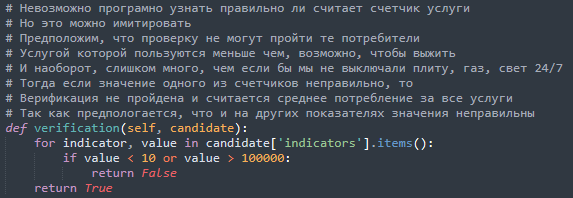 # Невозможно програмно узнать правильно ли считает счетчик услуги
# Но это можно имитировать
# Предположим, что проверку не могут пройти те потребители
# Услугой которой пользуются меньше чем, возможно, чтобы выжить
# И наоборот, слишком много, чем если бы мы не выключали плиту, газ, свет 24/7
# Тогда если значение одного из счетчиков неправильно, то
# Верификация не пройдена и считается среднее потребление за все услуги
# Так как предпологается, что и на других показателях значения неправильны
def verification(self, candidate):
    for indicator, value in candidate['indicators'].items():
        if value < 10 or value > 100000:
            return False
    return True